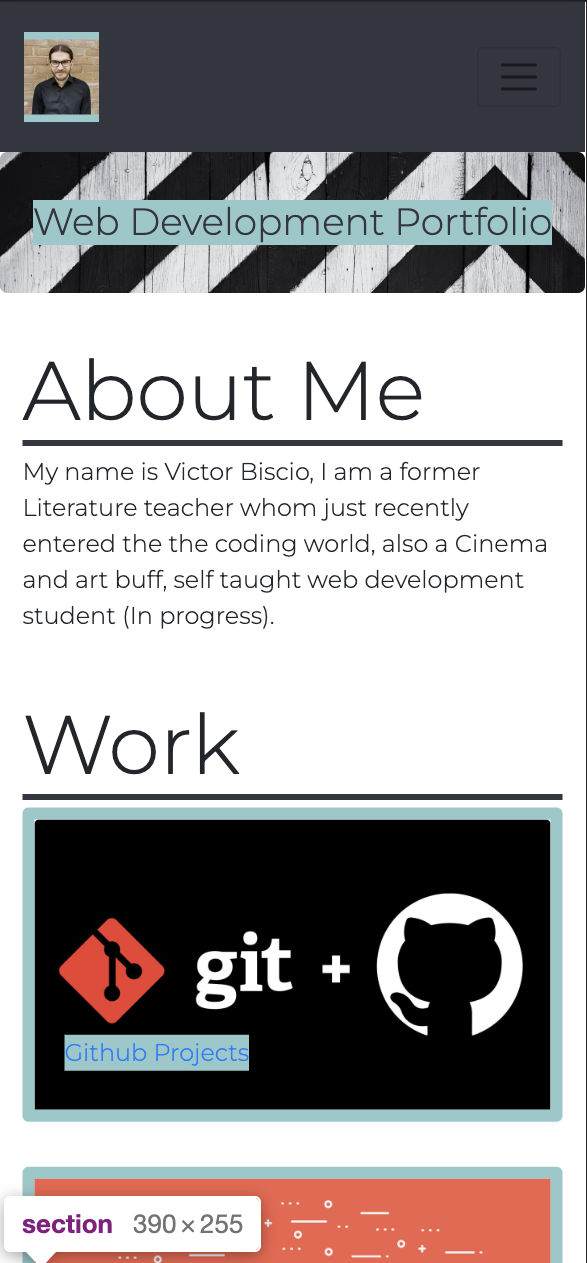 Web Development Portfolio
About Me
My name is Victor Biscio, I am a former
Literature teacher whom just recently
entered the the coding world, also a Cinema
and art buff, self taught web development
student (In progress).
Work
git +
Github Projects
section 390 × 255